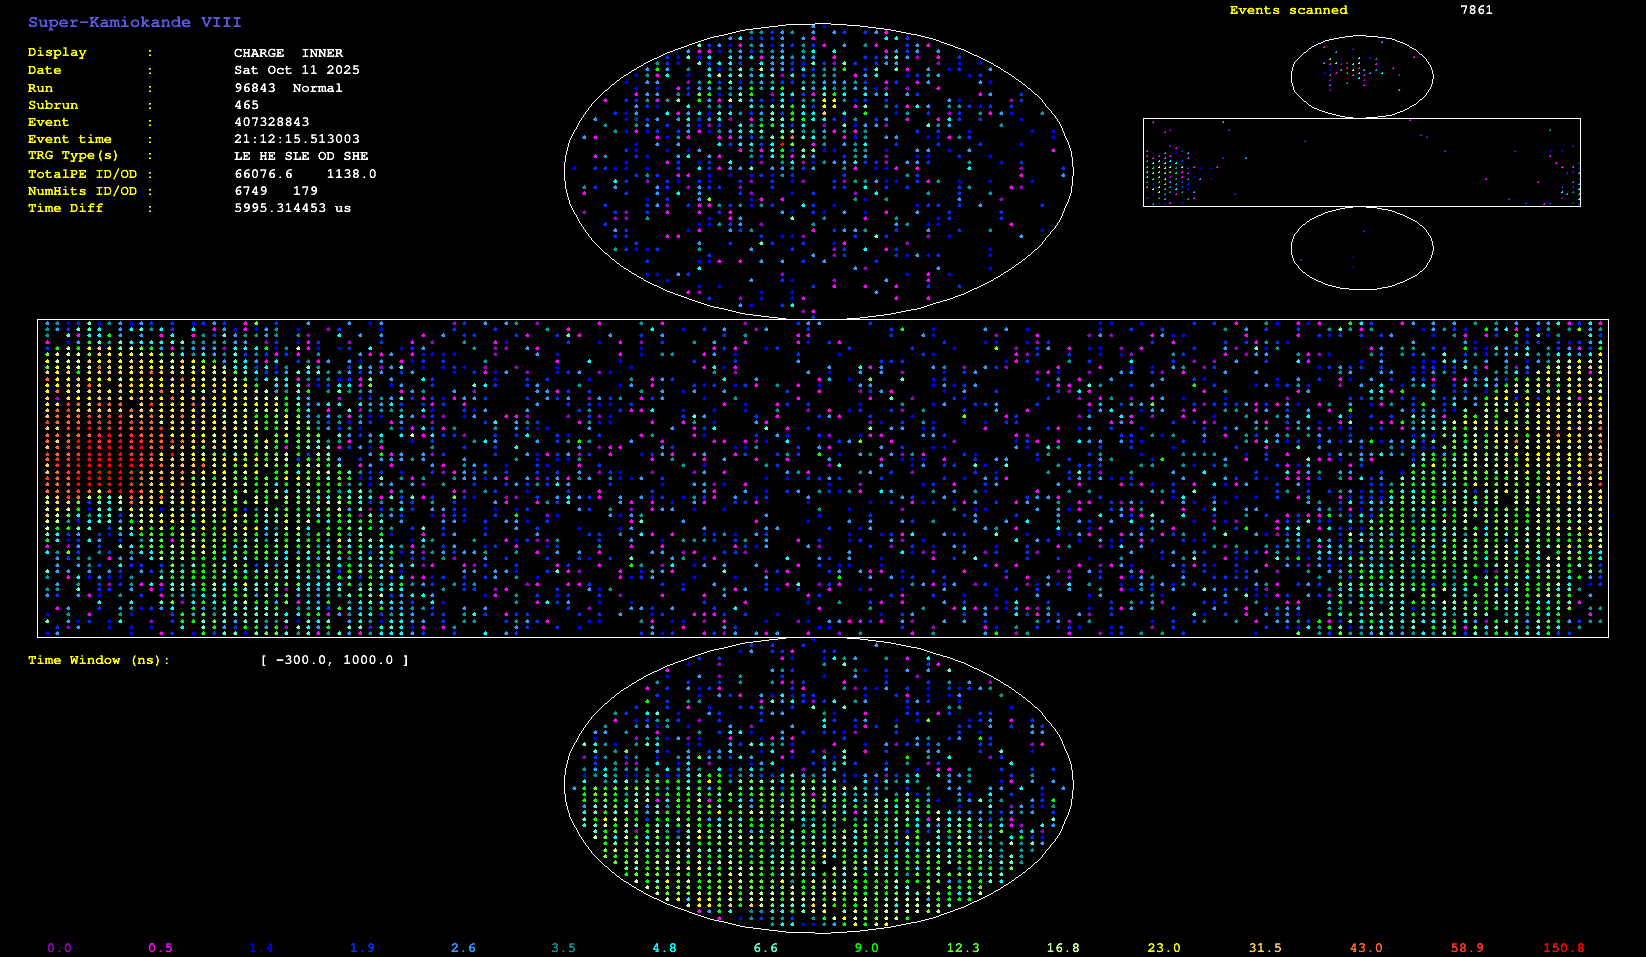 Super-Kamiokande VIII
Events scanned 7861
Display : CHARGE INNER
Date : Sat Oct 11 2025
Run : 96843 Normal
Subrun : 465
Event : 407328843
Event time : 21:12:15.513003
TRG Type(s) : LE HE SLE OD SHE
TotalPE ID/OD : 66076.6 1138.0
NumHits ID/OD : 6749 179
Time Diff : 5995.314453 us
Time Window (ns): [ -300.0, 1000.0 ]
0.0 0.5 1.4 1.9 2.6 3.5 4.8 6.6 9.0 12.3 16.8 23.0 31.5 43.0 58.9 150.8